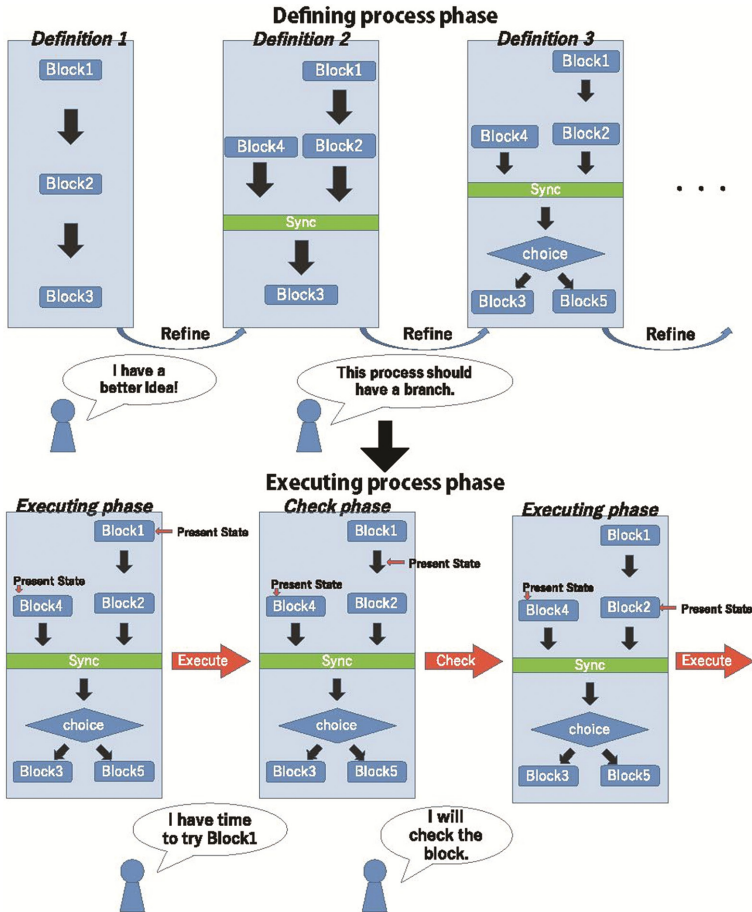 Defining process phase
Definition 1
Definition 2
Definition 3
Block1
Block2
Block3
Block1
Block4
Block2
Sync
Block3
Block1
Block4
Block2
Sync
choice
Block3
Block5
. . .
Refine
Refine
Refine
I have a
better idea!
This process should
have a branch.
Executing process phase
Executing phase
Check phase
Executing phase
Block1
Present State
Present State
Block4
Block2
Sync
choice
Block3
Block5
Execute
Block1
Present State
Present State
Block4
Block2
Sync
choice
Block3
Block5
Check
Block1
Present State
Block4
Block2
Present State
Sync
choice
Block3
Block5
Execute
I have time
to try Block1
I will
check the
block.